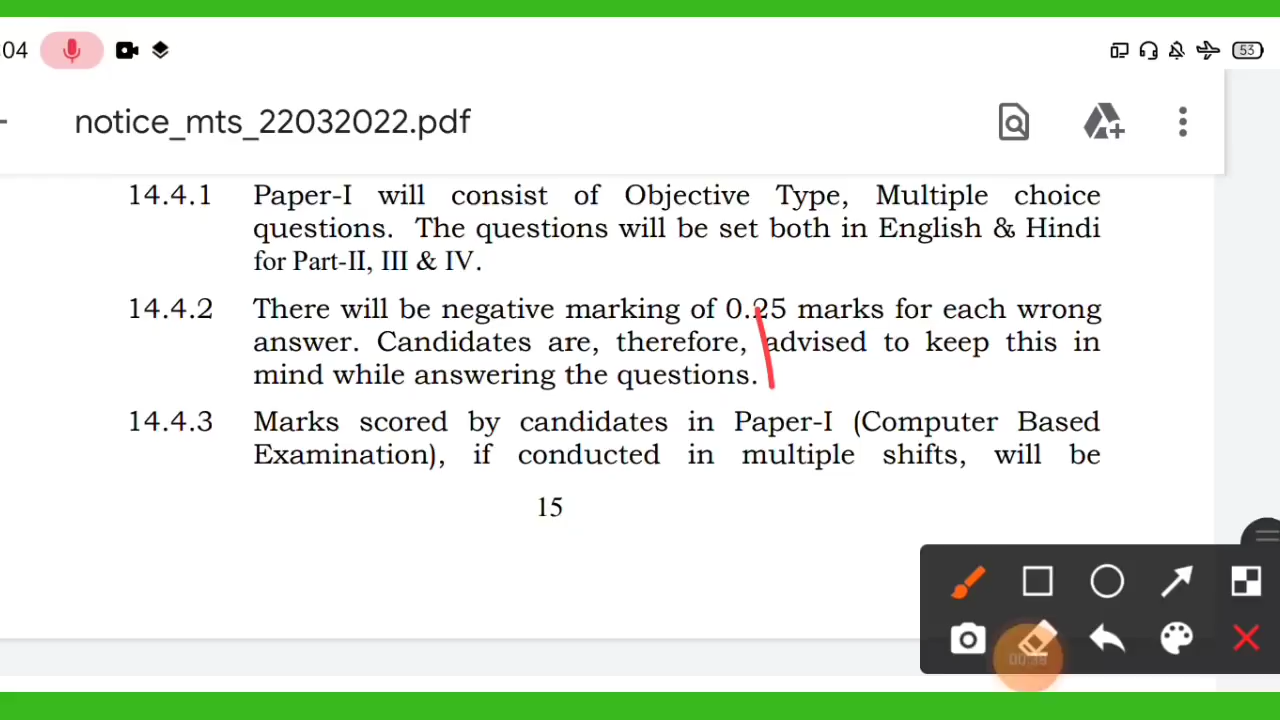 :04
53
notice_mts_22032022.pdf
14.4.1 Paper-I will consist of Objective Type, Multiple choice
questions. The questions will be set both in English & Hindi
for Part-II, III & IV.
14.4.2 There will be negative marking of 0.25 marks for each wrong
answer. Candidates are, therefore, advised to keep this in
mind while answering the questions.
14.4.3 Marks scored by candidates in Paper-I (Computer Based
Examination), if conducted in multiple shifts, will be
15